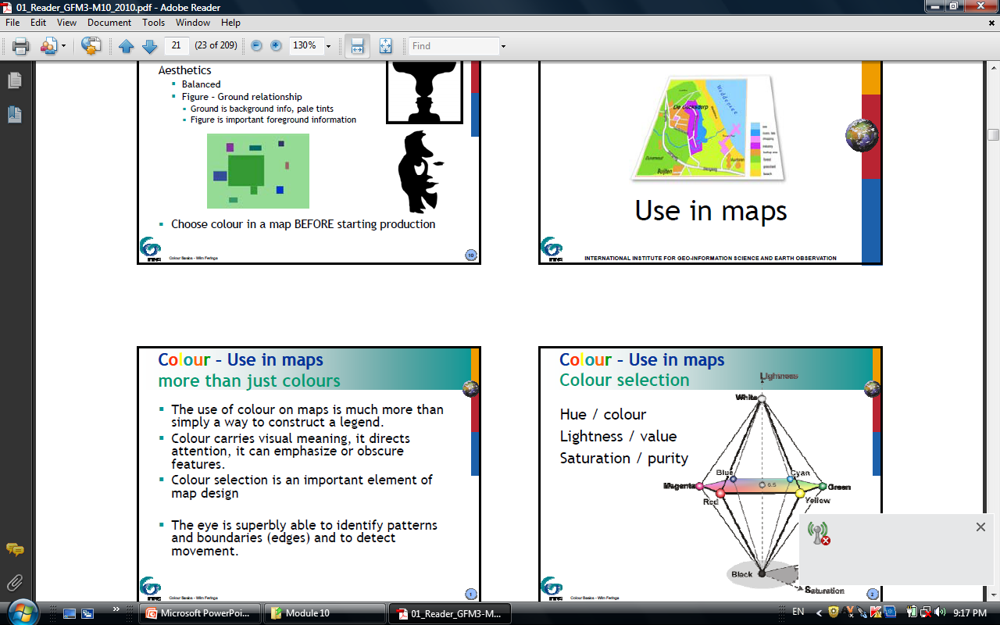 01_Reader_GFM3-M10_2010.pdf - Adobe Reader
File Edit View Document Tools Window Help
21 (23 of 209) 130% Find
Aesthetics
Balanced
Figure – Ground relationship
Ground is background info, pale tints
Figure is important foreground information
Choose colour in a map BEFORE starting production
ITC
Colour Basics - Wim Feringa
10
De Gucksdorp
Buijten
Use in maps
INTERNATIONAL INSTITUTE FOR GEO-INFORMATION SCIENCE AND EARTH OBSERVATION
Colour – Use in maps
more than just colours
The use of colour on maps is much more than
simply a way to construct a legend.
Colour carries visual meaning, it directs
attention, it can emphasize or obscure
features.
Colour selection is an important element of
map design
The eye is superbly able to identify patterns
and boundaries (edges) and to detect
movement.
ITC
Colour Basics - Wim Feringa
1
Colour – Use in maps
Colour selection
Hue / colour
Lightness / value
Saturation / purity
Lightness
White
Blue
Cyan
Magenta
0.5
Green
Red
Yellow
Black
Saturation
ITC
Colour Basics - Wim Feringa
2
Microsoft PowerPoi...
Module 10
01_Reader_GFM3-M...
EN
9:17 PM